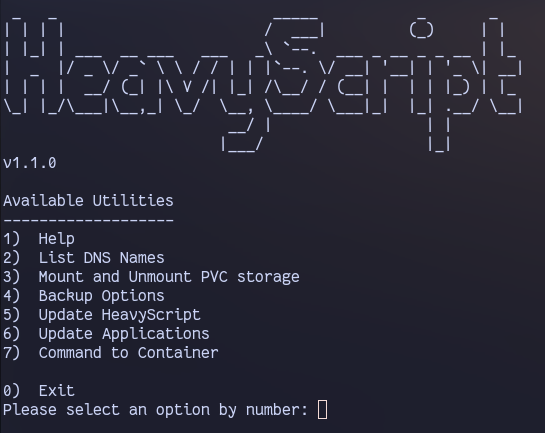 HeavyScript
v1.1.0
Available Utilities
-------------------
1)  Help
2)  List DNS Names
3)  Mount and Unmount PVC storage
4)  Backup Options
5)  Update HeavyScript
6)  Update Applications
7)  Command to Container
0)  Exit
Please select an option by number: